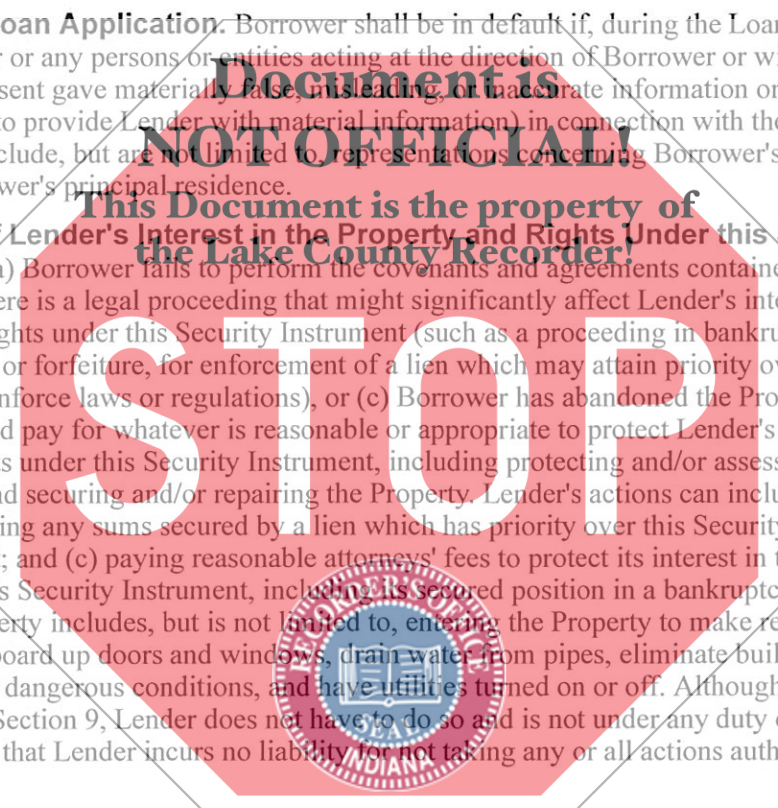 oan Application. Borrower shall be in default if, during the Loa
r or any persons or entities acting at the direction of Borrower or w
sent gave materially false, misleading, or inaccurate information or
to provide Lender with material information) in connection with the
clude, but are not limited to, representations concerning Borrower's
wer's principal residence.
Document is
NOT OFFICIAL!
This Document is the property of
the Lake County Recorder!
f Lender's Interest in the Property and Rights Under this
a) Borrower fails to perform the covenants and agreements containe
ere is a legal proceeding that might significantly affect Lender's inte
ghts under this Security Instrument (such as a proceeding in bankru
or forfeiture, for enforcement of a lien which may attain priority ov
nforce laws or regulations), or (c) Borrower has abandoned the Pro
d pay for whatever is reasonable or appropriate to protect Lender's
s under this Security Instrument, including protecting and/or assess
nd securing and/or repairing the Property. Lender's actions can inclu
ing any sums secured by a lien which has priority over this Security
; and (c) paying reasonable attorneys' fees to protect its interest in t
s Security Instrument, including its secured position in a bankruptc
erty includes, but is not limited to, entering the Property to make re
board up doors and windows, drain water from pipes, eliminate buil
dangerous conditions, and have utilities turned on or off. Although
Section 9, Lender does not have to do so and is not under any duty
that Lender incurs no liability for not taking any or all actions auth
STOP
RECORDER'S OFFICE
SEAL
INDIANA